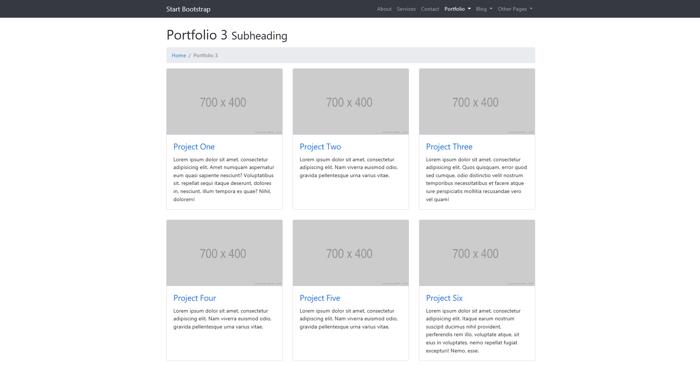 Start Bootstrap
About Services Contact Portfolio Blog Other Pages
Portfolio 3 Subheading
Home / Portfolio 3
700 x 400
700 x 400
700 x 400
Project One
Lorem ipsum dolor sit amet, consectetur
adipisicing elit. Amet numquam aspernatur
eum quasi sapiente nesciunt? Voluptatibus
sit, repellat sequi itaque deserunt, dolores
in, nesciunt, illum tempora ex quae? Nihil,
dolorem!
Project Two
Lorem ipsum dolor sit amet, consectetur
adipiscing elit. Nam viverra euismod odio,
gravida pellentesque urna varius vitae.
Project Three
Lorem ipsum dolor sit amet, consectetur
adipisicing elit. Quos quisquam, error quod
sed cumque, odio distinctio velit nostrum
temporibus necessitatibus et facere atque
iure perspiciatis mollitia recusandae vero
vel quam!
700 x 400
700 x 400
700 x 400
Project Four
Lorem ipsum dolor sit amet, consectetur
adipiscing elit. Nam viverra euismod odio,
gravida pellentesque urna varius vitae.
Project Five
Lorem ipsum dolor sit amet, consectetur
adipiscing elit. Nam viverra euismod odio,
gravida pellentesque urna varius vitae.
Project Six
Lorem ipsum dolor sit amet, consectetur
adipisicing elit. Itaque earum nostrum
suscipit ducimus nihil provident,
perferendis rem illo, voluptate atque, sit
eius in voluptates, nemo repellat fugiat
excepturi! Nemo, esse.